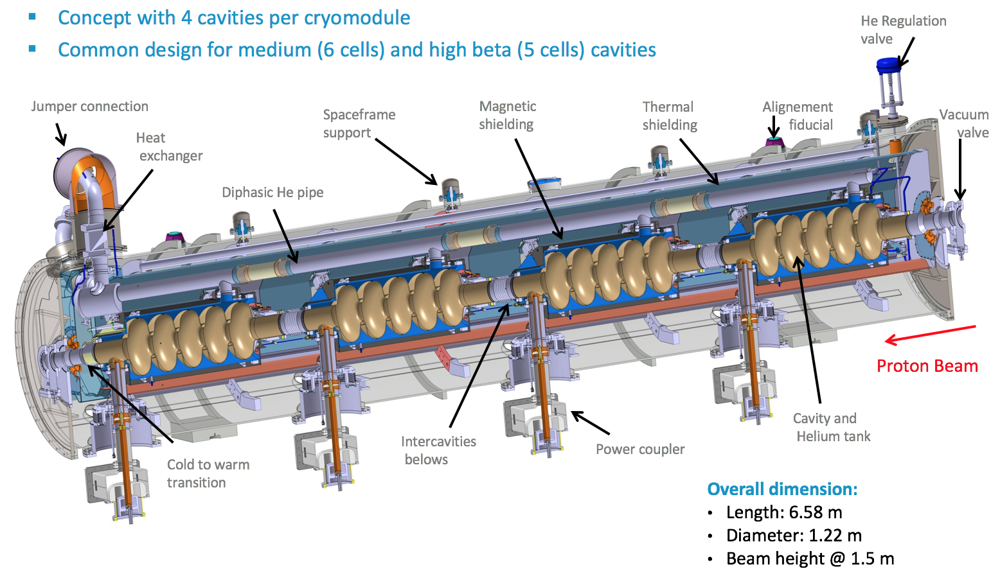 Concept with 4 cavities per cryomodule
Common design for medium (6 cells) and high beta (5 cells) cavities
He Regulation
valve
Jumper connection
Heat
exchanger
Spaceframe
support
Magnetic
shielding
Thermal
shielding
Alignement
fiducial
Vacuum
valve
Diphasic He pipe
Proton Beam
Cavity and
Helium tank
Intercavities
belows
Power coupler
Cold to warm
transition
Overall dimension:
• Length: 6.58 m
• Diameter: 1.22 m
• Beam height @ 1.5 m